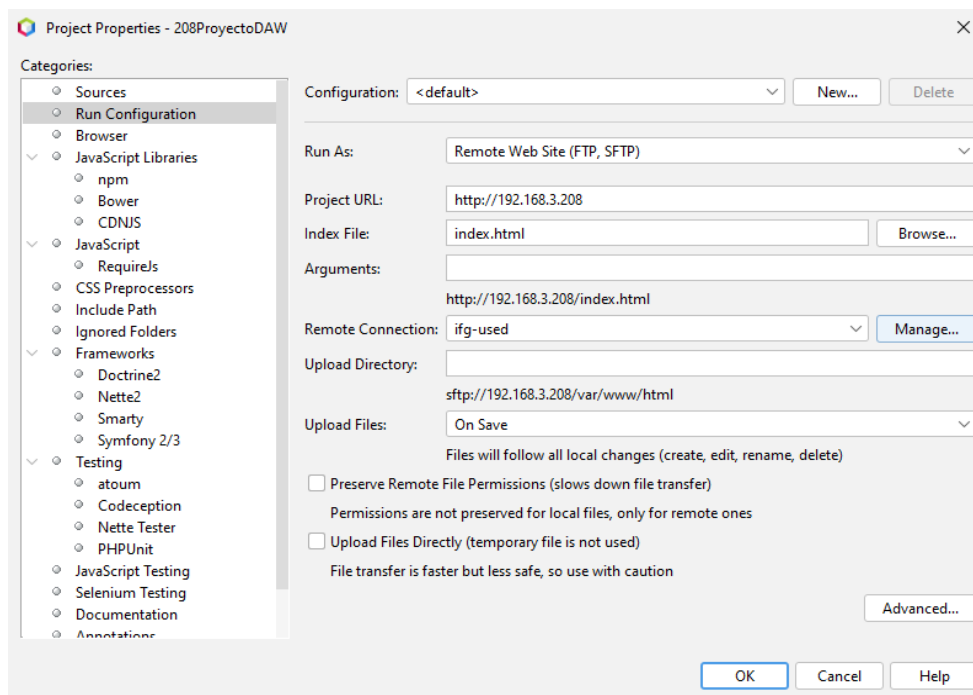 Project Properties - 208ProyectoDAW
Categories:
Sources
Run Configuration
Browser
JavaScript Libraries
npm
Bower
CDNJS
JavaScript
RequireJs
CSS Preprocessors
Include Path
Ignored Folders
Frameworks
Doctrine2
Nette2
Smarty
Symfony 2/3
Testing
atoum
Codeception
Nette Tester
PHPUnit
JavaScript Testing
Selenium Testing
Documentation
Annotations
Configuration: <default> New... Delete
Run As: Remote Web Site (FTP, SFTP)
Project URL: http://192.168.3.208
Index File: index.html Browse...
Arguments:
http://192.168.3.208/index.html
Remote Connection: ifg-used Manage...
Upload Directory:
sftp://192.168.3.208/var/www/html
Upload Files: On Save
Files will follow all local changes (create, edit, rename, delete)
Preserve Remote File Permissions (slows down file transfer)
Permissions are not preserved for local files, only for remote ones
Upload Files Directly (temporary file is not used)
File transfer is faster but less safe, so use with caution
Advanced...
OK Cancel Help